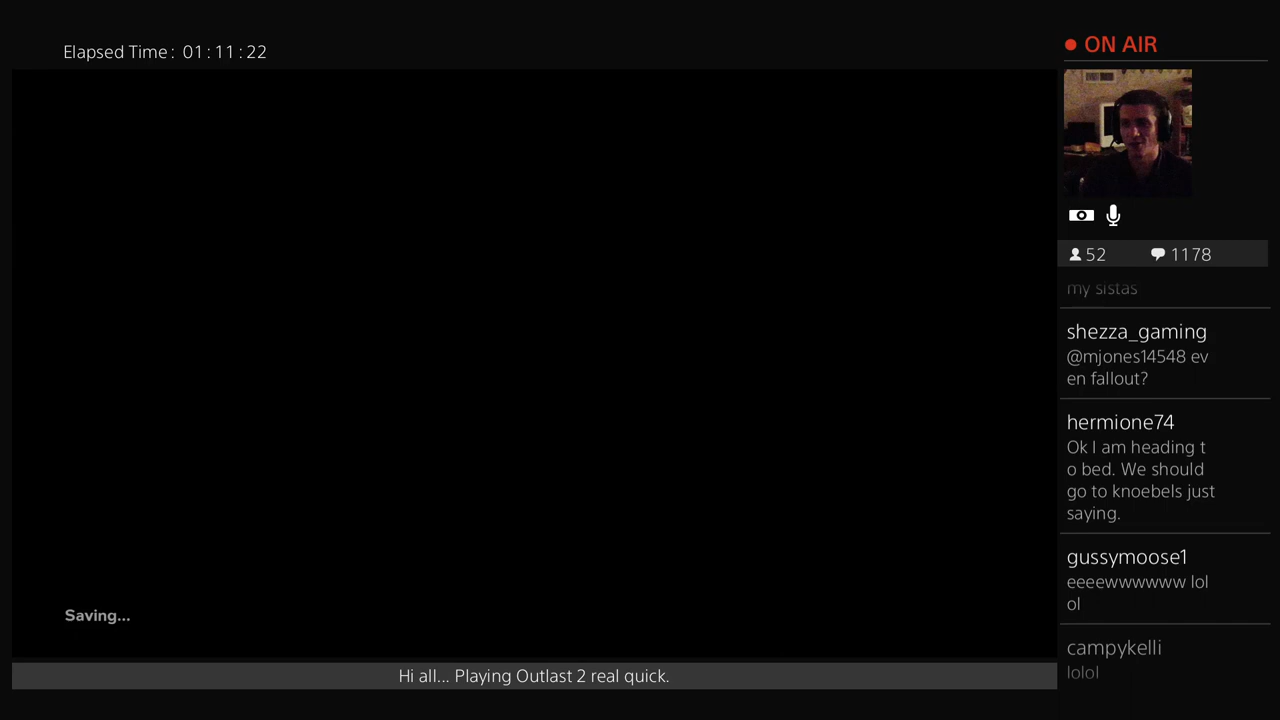 Elapsed Time: 01:11:22
ON AIR
52 1178
my sistas
shezza_gaming
@mjones14548 ev
en fallout?
hermione74
Ok I am heading t
o bed. We should
go to knoebels just
saying.
gussymoose1
eeeewwwwww lol
ol
campykelli
lolol
Saving...
Hi all... Playing Outlast 2 real quick.